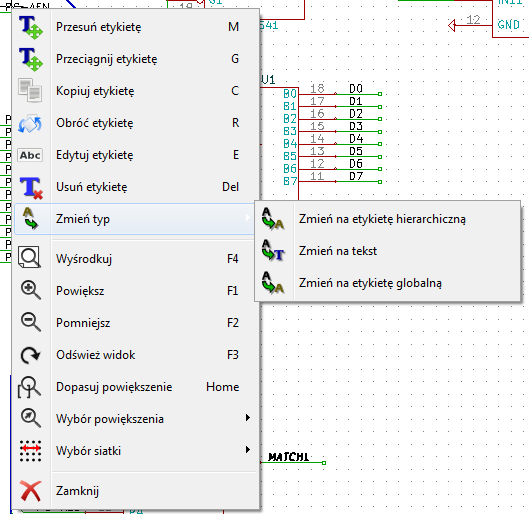 G1
541
INIT
12 GND
Przesuń etykietę M
Przeciągnij etykietę G
Kopiuj etykietę C
Obróć etykietę R
Edytuj etykietę E
Usuń etykietę Del
Zmień typ
Wyśrodkuj F4
Powiększ F1
Pomniejsz F2
Odśwież widok F3
Dopasuj powiększenie Home
Wybór powiększenia
Wybór siatki
Zamknij
Abc
Zmień na etykietę hierarchiczną
Zmień na tekst
Zmień na etykietę globalną
U1
B0 18 D0
B1 17 D1
B2 16 D2
B3 15 D3
B4 14 D4
B5 13 D5
B6 12 D6
B7 11 D7
MATCH1